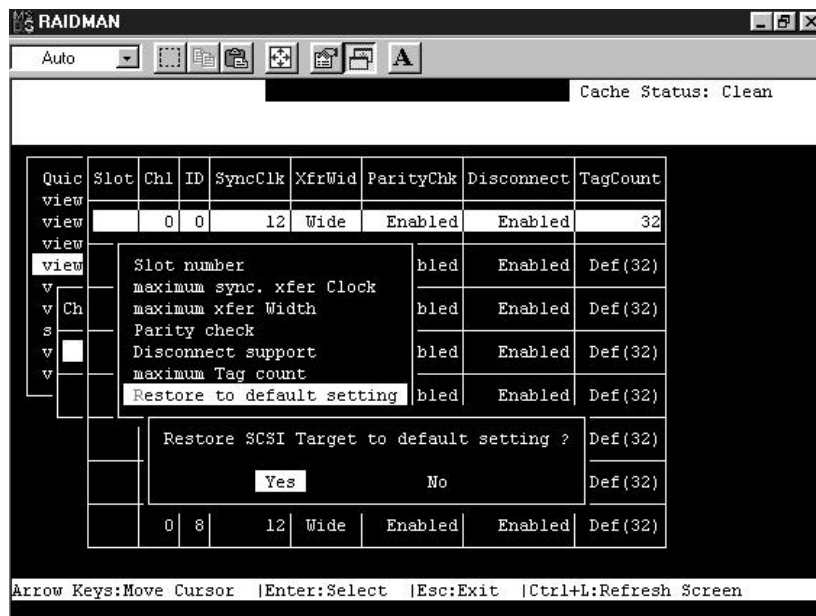 RAIDMAN
Auto
A
Cache Status: Clean
Quic Slot Chl ID SyncClk XfrWid ParityChk Disconnect TagCount
view
view 0 0 12 Wide Enabled Enabled 32
view
view Slot number bled Enabled Def(32)
v maximum sync. xfer Clock
v Ch maximum xfer Width bled Enabled Def(32)
s Parity check
v Disconnect support bled Enabled Def(32)
v maximum Tag count
Restore to default setting bled Enabled Def(32)
Restore SCSI Target to default setting ? Def(32)
Yes No Def(32)
0 8 12 Wide Enabled Enabled Def(32)
Arrow Keys:Move Cursor |Enter:Select |Esc:Exit |Ctrl+L:Refresh Screen